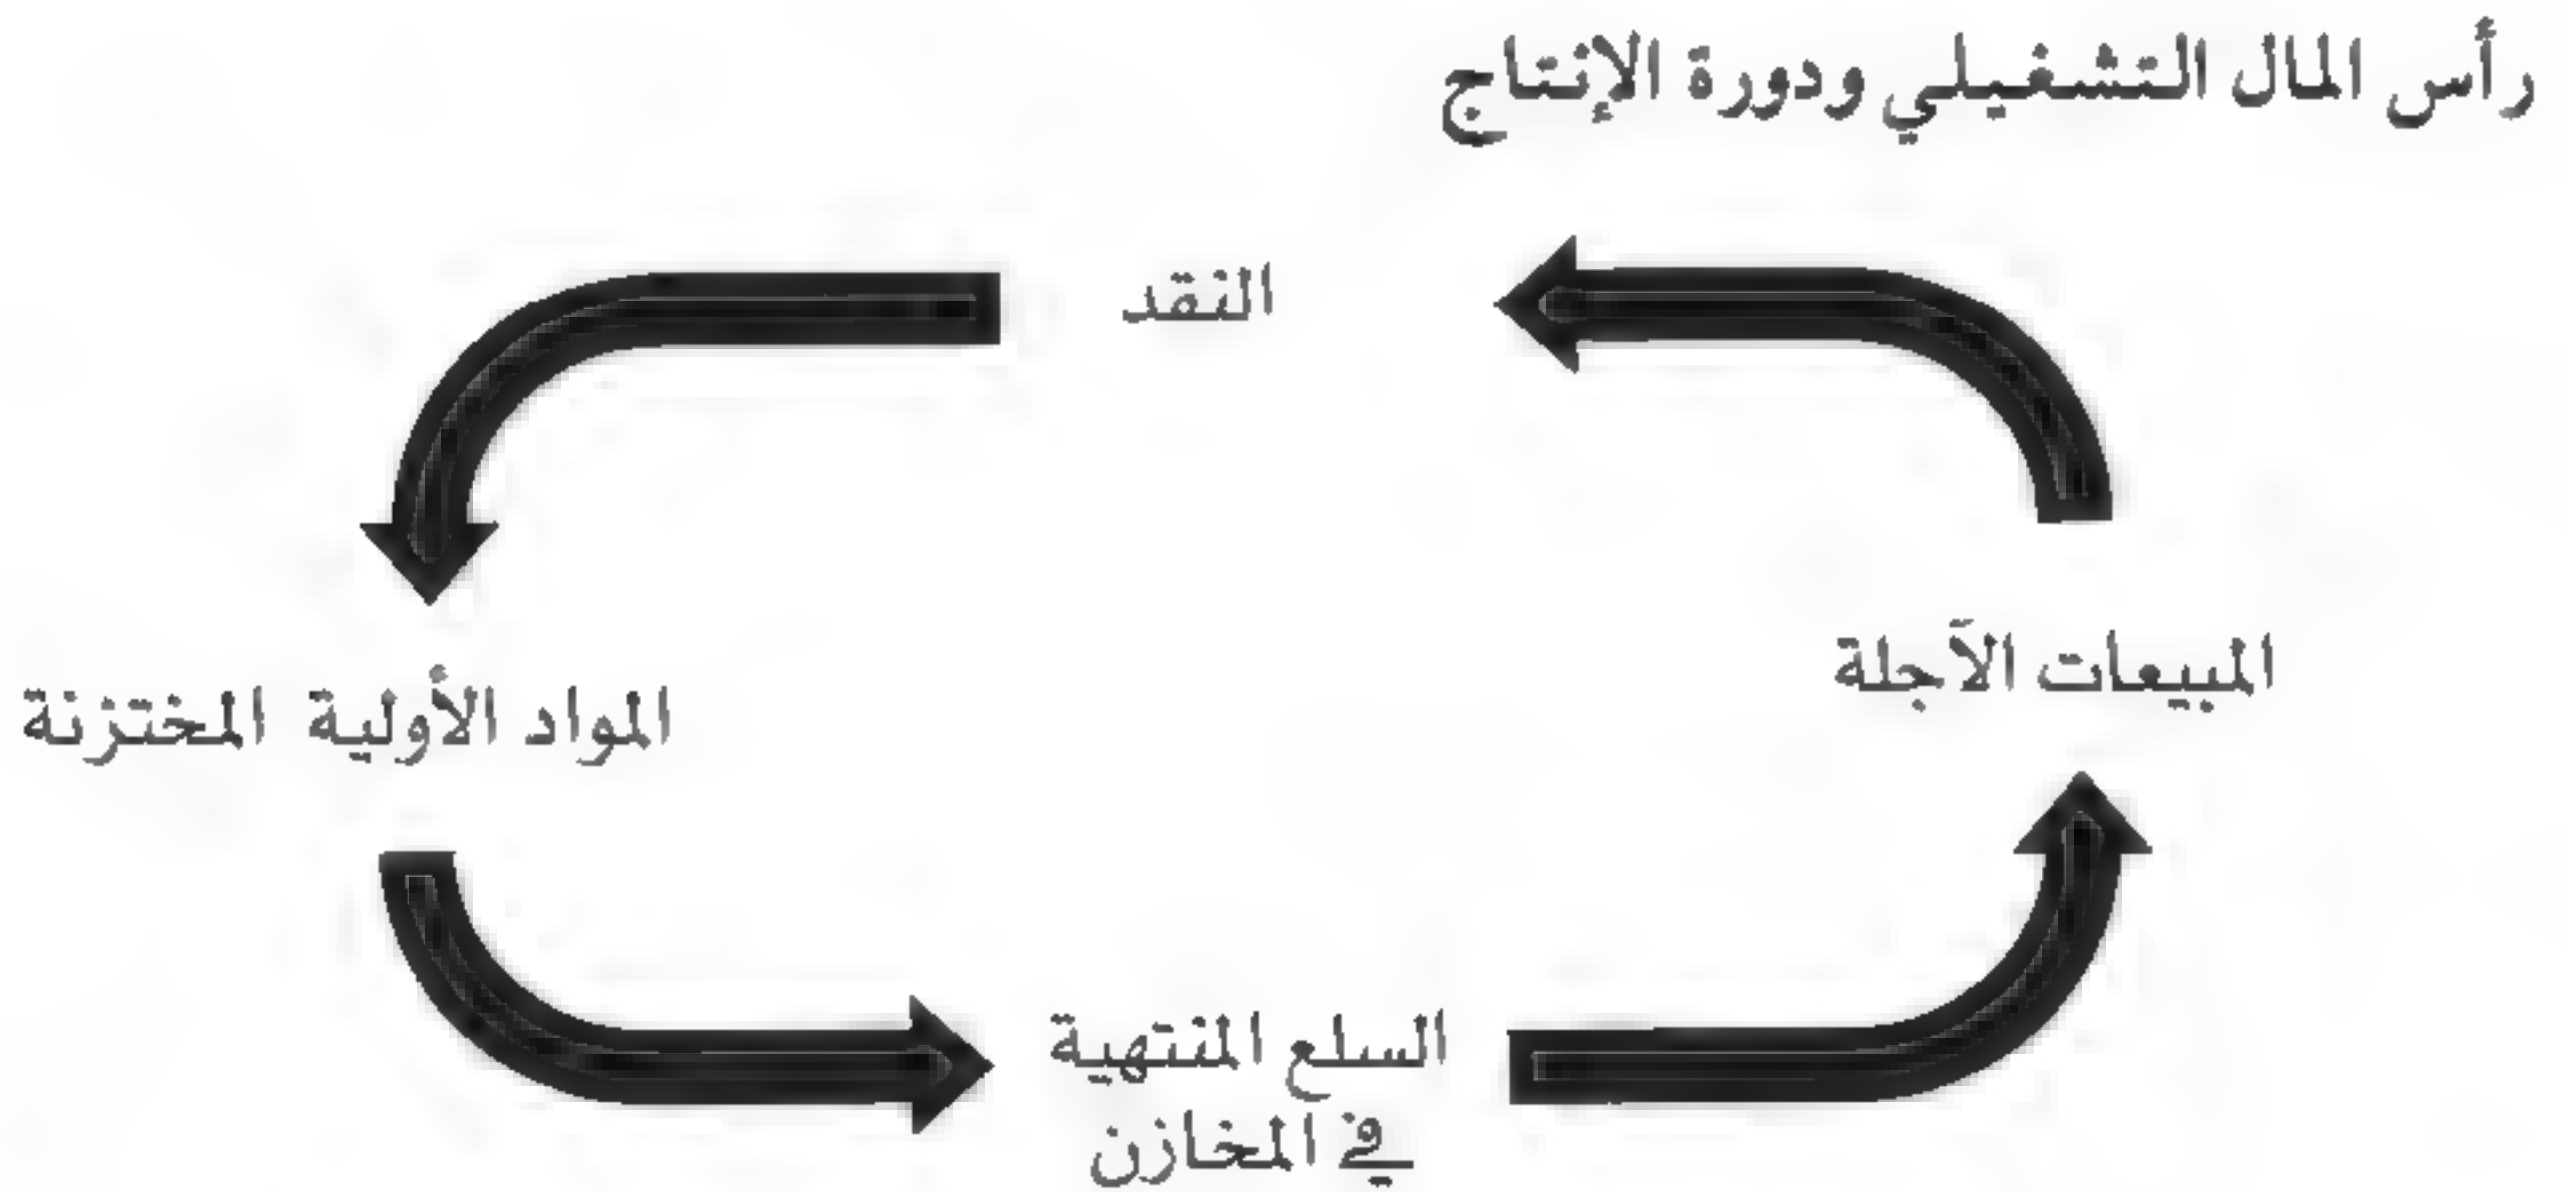 رأس المال التشغيلي ودورة الإنتاج
النقد
المبيعات الآجلة
المواد الأولية المختزنة
السلع المنتهية
في المخازن